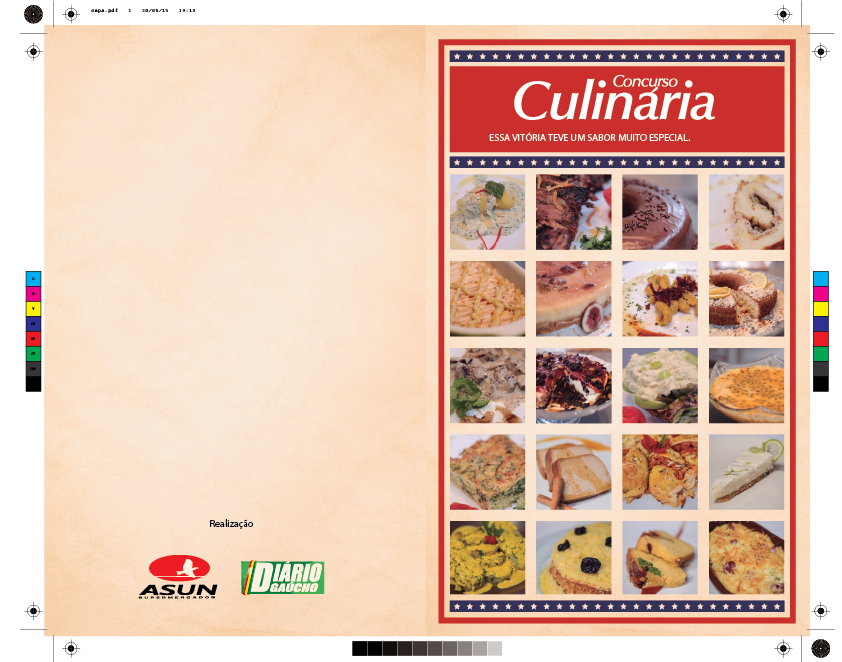 capa.pdf 1 28/05/15 19:13
Concurso
Culinária
ESSA VITÓRIA TEVE UM SABOR MUITO ESPECIAL.
Realização
ASUN
SUPERMERCADOS
DIÁRIO
GAÚCHO